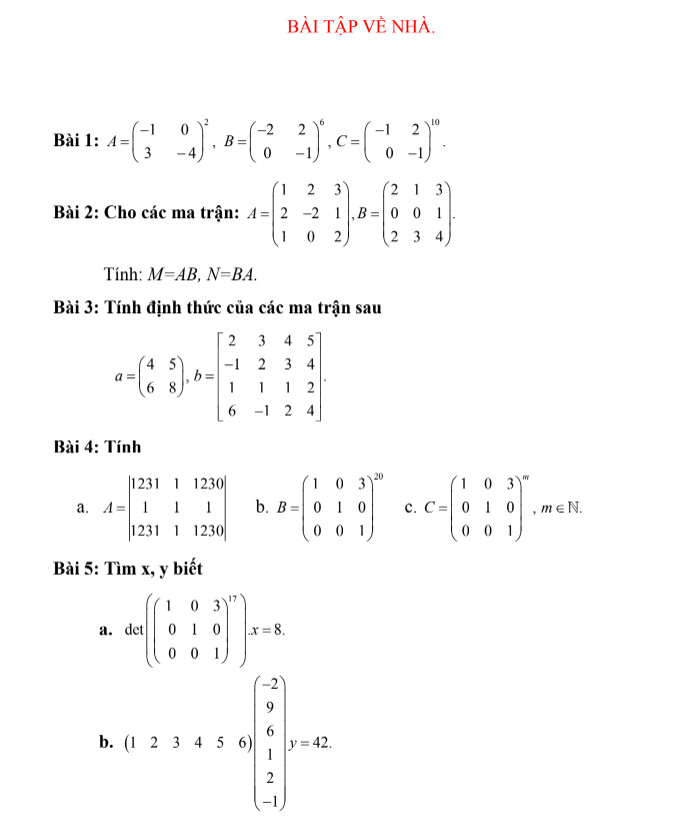 BÀI TẬP VỀ NHÀ.
Bài 1: A = \begin{pmatrix} -1 & 0 \\ 3 & -4 \end{pmatrix}^{2}, B = \begin{pmatrix} -2 & 2 \\ 0 & -1 \end{pmatrix}^{6}, C = \begin{pmatrix} -1 & 2 \\ 0 & -1 \end{pmatrix}^{10}.
Bài 2: Cho các ma trận: A = \begin{pmatrix} 1 & 2 & 3 \\ 2 & -2 & 1 \\ 1 & 0 & 2 \end{pmatrix}, B = \begin{pmatrix} 2 & 1 & 3 \\ 0 & 0 & 1 \\ 2 & 3 & 4 \end{pmatrix}.
Tính: M=AB, N=BA.
Bài 3: Tính định thức của các ma trận sau
a = \begin{pmatrix} 4 & 5 \\ 6 & 8 \end{pmatrix}, b = \begin{bmatrix} 2 & 3 & 4 & 5 \\ -1 & 2 & 3 & 4 \\ 1 & 1 & 1 & 2 \\ 6 & -1 & 2 & 4 \end{bmatrix}.
Bài 4: Tính
a. A = \begin{vmatrix} 1231 & 1 & 1230 \\ 1 & 1 & 1 \\ 1231 & 1 & 1230 \end{vmatrix} b. B = \begin{pmatrix} 1 & 0 & 3 \\ 0 & 1 & 0 \\ 0 & 0 & 1 \end{pmatrix}^{20} c. C = \begin{pmatrix} 1 & 0 & 3 \\ 0 & 1 & 0 \\ 0 & 0 & 1 \end{pmatrix}^{m}, m ∈ ℕ.
Bài 5: Tìm x, y biết
a. det\left(\begin{pmatrix} 1 & 0 & 3 \\ 0 & 1 & 0 \\ 0 & 0 & 1 \end{pmatrix}^{17}\right).x = 8.
b. (1 2 3 4 5 6)\begin{pmatrix} -2 \\ 9 \\ 6 \\ 1 \\ 2 \\ -1 \end{pmatrix} y = 42.